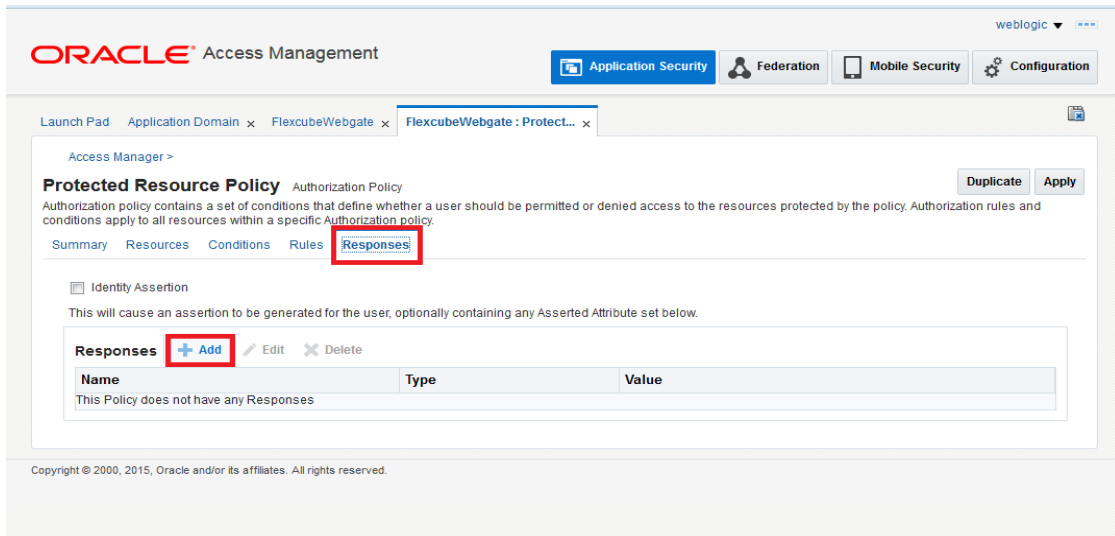 weblogic
ORACLE Access Management
Application Security Federation Mobile Security Configuration
Launch Pad Application Domain x FlexcubeWebgate x FlexcubeWebgate : Protect... x
Access Manager >
Protected Resource Policy Authorization Policy Duplicate Apply
Authorization policy contains a set of conditions that define whether a user should be permitted or denied access to the resources protected by the policy. Authorization rules and
conditions apply to all resources within a specific Authorization policy.
Summary Resources Conditions Rules Responses
Identity Assertion
This will cause an assertion to be generated for the user, optionally containing any Asserted Attribute set below.
Responses Add Edit Delete
Name Type Value
This Policy does not have any Responses
Copyright © 2000, 2015, Oracle and/or its affiliates. All rights reserved.